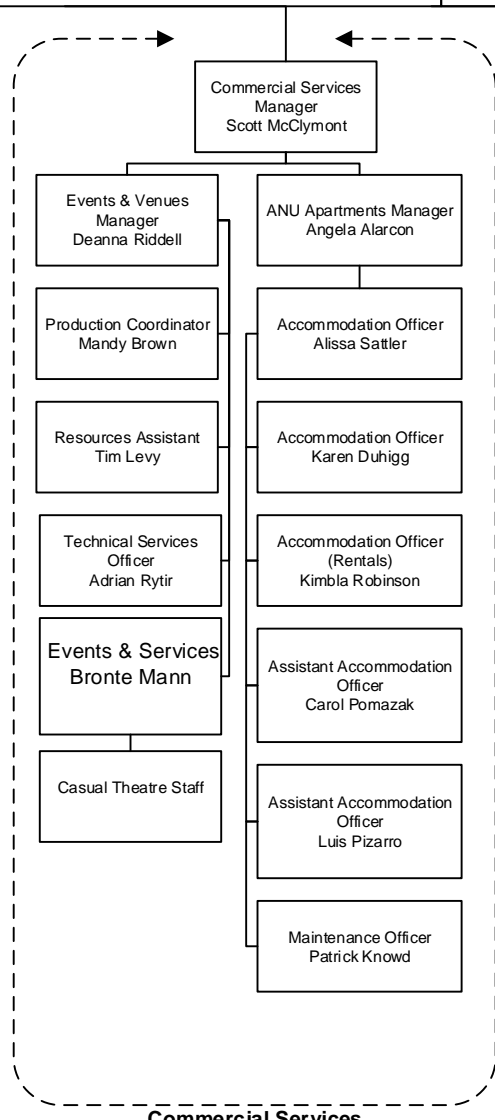 Commercial Services
Manager
Scott McClymont
Events & Venues
Manager
Deanna Riddell
ANU Apartments Manager
Angela Alarcon
Production Coordinator
Mandy Brown
Accommodation Officer
Alissa Sattler
Resources Assistant
Tim Levy
Accommodation Officer
Karen Duhigg
Technical Services
Officer
Adrian Rytir
Accommodation Officer
(Rentals)
Kimbla Robinson
Events & Services
Bronte Mann
Assistant Accommodation
Officer
Carol Pomazak
Casual Theatre Staff
Assistant Accommodation
Officer
Luis Pizarro
Maintenance Officer
Patrick Knowd
Commercial Services